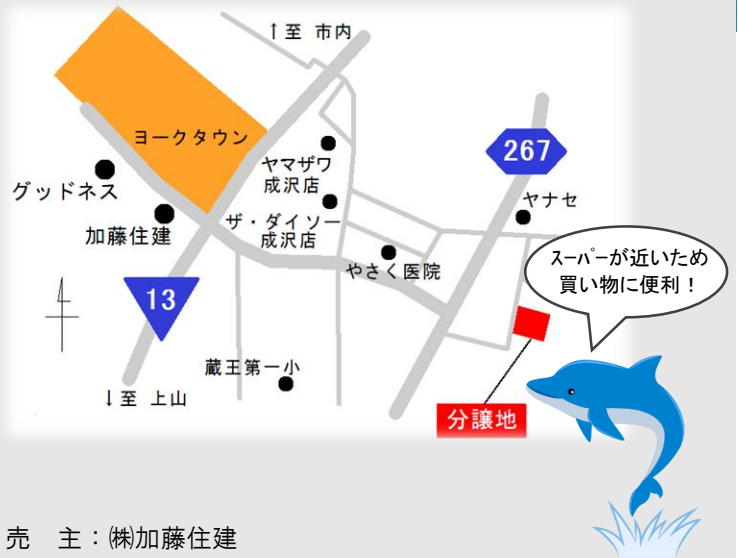 ↑至 市内
ヨークタウン
267
ヤマザワ
成沢店
グッドネス
ヤナセ
ザ・ダイソー
成沢店
加藤住建
やさく医院
スーパーが近いため
買い物に便利！
13
蔵王第一小
↓至 上山
分譲地
売　主：㈱加藤住建